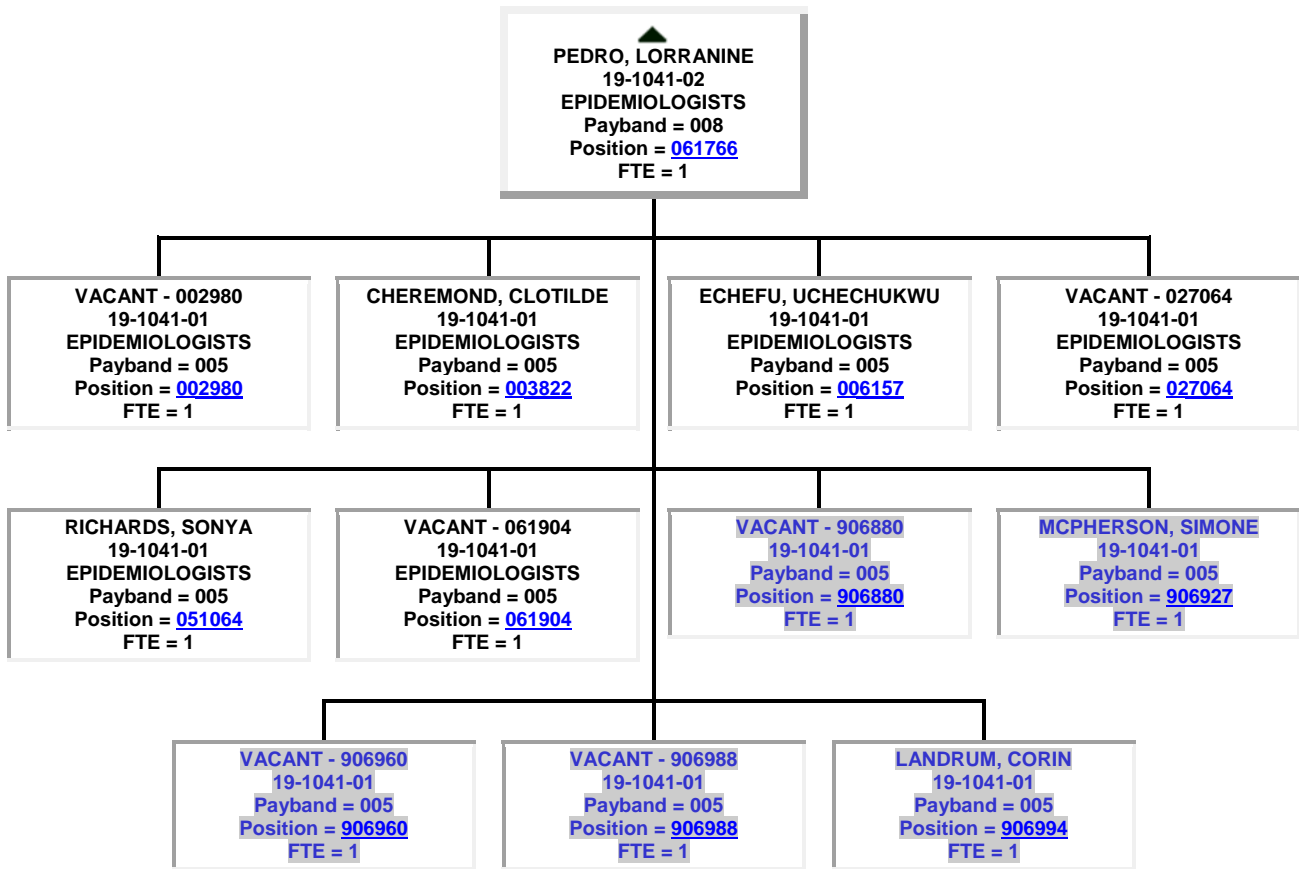 PEDRO, LORRANINE
19-1041-02
EPIDEMIOLOGISTS
Payband = 008
Position = 061766
FTE = 1
VACANT - 002980
19-1041-01
EPIDEMIOLOGISTS
Payband = 005
Position = 002980
FTE = 1
CHEREMOND, CLOTILDE
19-1041-01
EPIDEMIOLOGISTS
Payband = 005
Position = 003822
FTE = 1
ECHEFU, UCHECHUKWU
19-1041-01
EPIDEMIOLOGISTS
Payband = 005
Position = 006157
FTE = 1
VACANT - 027064
19-1041-01
EPIDEMIOLOGISTS
Payband = 005
Position = 027064
FTE = 1
RICHARDS, SONYA
19-1041-01
EPIDEMIOLOGISTS
Payband = 005
Position = 051064
FTE = 1
VACANT - 061904
19-1041-01
EPIDEMIOLOGISTS
Payband = 005
Position = 061904
FTE = 1
VACANT - 906880
19-1041-01
Payband = 005
Position = 906880
FTE = 1
MCPHERSON, SIMONE
19-1041-01
Payband = 005
Position = 906927
FTE = 1
VACANT - 906960
19-1041-01
Payband = 005
Position = 906960
FTE = 1
VACANT - 906988
19-1041-01
Payband = 005
Position = 906988
FTE = 1
LANDRUM, CORIN
19-1041-01
Payband = 005
Position = 906994
FTE = 1